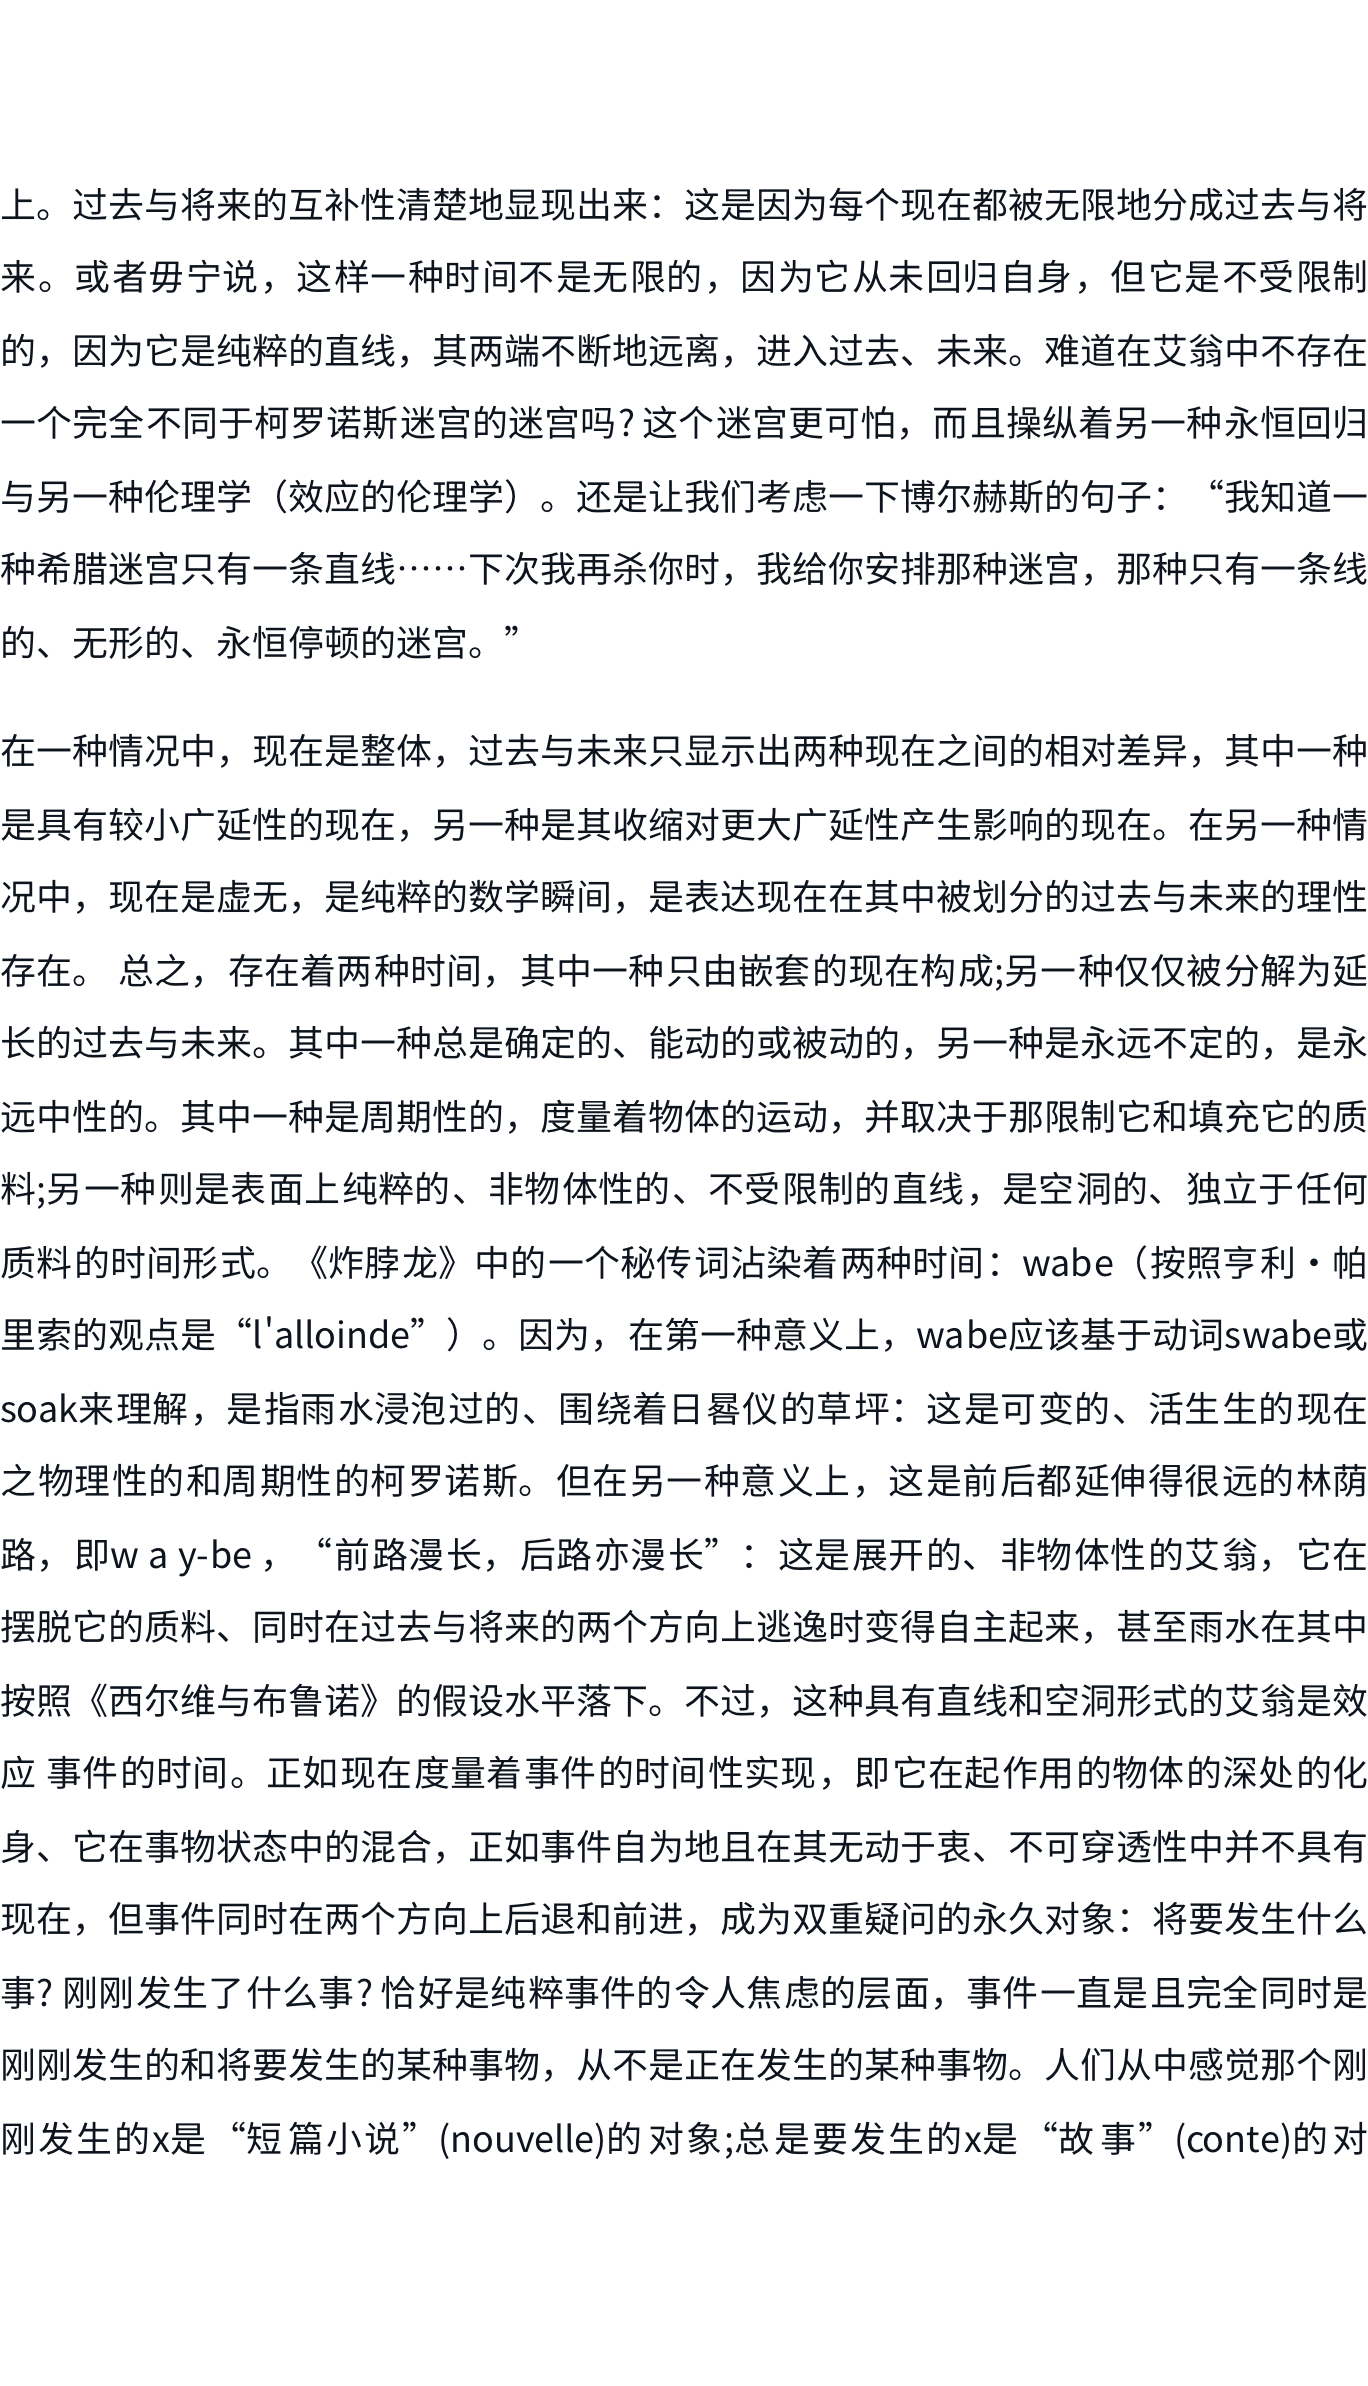 上。过去与将来的互补性清楚地显现出来：这是因为每个现在都被无限地分成过去与将
来。或者毋宁说，这样一种时间不是无限的，因为它从未回归自身，但它是不受限制
的，因为它是纯粹的直线，其两端不断地远离，进入过去、未来。难道在艾翁中不存在
一个完全不同于柯罗诺斯迷宫的迷宫吗? 这个迷宫更可怕，而且操纵着另一种永恒回归
与另一种伦理学（效应的伦理学）。还是让我们考虑一下博尔赫斯的句子：“我知道一
种希腊迷宫只有一条直线……下次我再杀你时，我给你安排那种迷宫，那种只有一条线
的、无形的、永恒停顿的迷宫。”
在一种情况中，现在是整体，过去与未来只显示出两种现在之间的相对差异，其中一种
是具有较小广延性的现在，另一种是其收缩对更大广延性产生影响的现在。在另一种情
况中，现在是虚无，是纯粹的数学瞬间，是表达现在在其中被划分的过去与未来的理性
存在。 总之，存在着两种时间，其中一种只由嵌套的现在构成;另一种仅仅被分解为延
长的过去与未来。其中一种总是确定的、能动的或被动的，另一种是永远不定的，是永
远中性的。其中一种是周期性的，度量着物体的运动，并取决于那限制它和填充它的质
料;另一种则是表面上纯粹的、非物体性的、不受限制的直线，是空洞的、独立于任何
质料的时间形式。《炸脖龙》中的一个秘传词沾染着两种时间：wabe（按照亨利·帕
里索的观点是“l'alloinde”）。因为，在第一种意义上，wabe应该基于动词swabe或
soak来理解，是指雨水浸泡过的、围绕着日晷仪的草坪：这是可变的、活生生的现在
之物理性的和周期性的柯罗诺斯。但在另一种意义上，这是前后都延伸得很远的林荫
路，即w a y-be ，“前路漫长，后路亦漫长”：这是展开的、非物体性的艾翁，它在
摆脱它的质料、同时在过去与将来的两个方向上逃逸时变得自主起来，甚至雨水在其中
按照《西尔维与布鲁诺》的假设水平落下。不过，这种具有直线和空洞形式的艾翁是效
应 事件的时间。正如现在度量着事件的时间性实现，即它在起作用的物体的深处的化
身、它在事物状态中的混合，正如事件自为地且在其无动于衷、不可穿透性中并不具有
现在，但事件同时在两个方向上后退和前进，成为双重疑问的永久对象：将要发生什么
事? 刚刚发生了什么事? 恰好是纯粹事件的令人焦虑的层面，事件一直是且完全同时是
刚刚发生的和将要发生的某种事物，从不是正在发生的某种事物。人们从中感觉那个刚
刚发生的x是“短篇小说”(nouvelle)的对象;总是要发生的x是“故事”(conte)的对